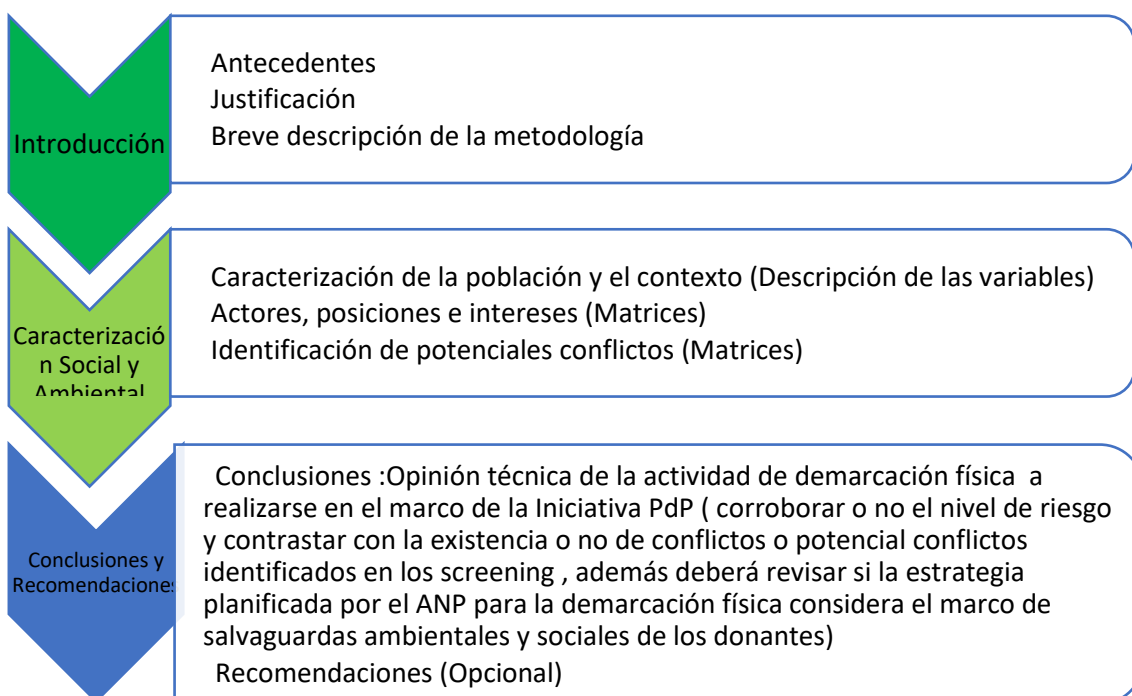 Introducción
Antecedentes
Justificación
Breve descripción de la metodología
Caracterizació
n Social y
Ambiental
Caracterización de la población y el contexto (Descripción de las variables)
Actores, posiciones e intereses (Matrices)
Identificación de potenciales conflictos (Matrices)
Conclusiones y
Recomendaciones
Conclusiones :Opinión técnica de la actividad de demarcación física a
realizarse en el marco de la Iniciativa PdP ( corroborar o no el nivel de riesgo
y contrastar con la existencia o no de conflictos o potencial conflictos
identificados en los screening , además deberá revisar si la estrategia
planificada por el ANP para la demarcación física considera el marco de
salvaguardas ambientales y sociales de los donantes)
Recomendaciones (Opcional)